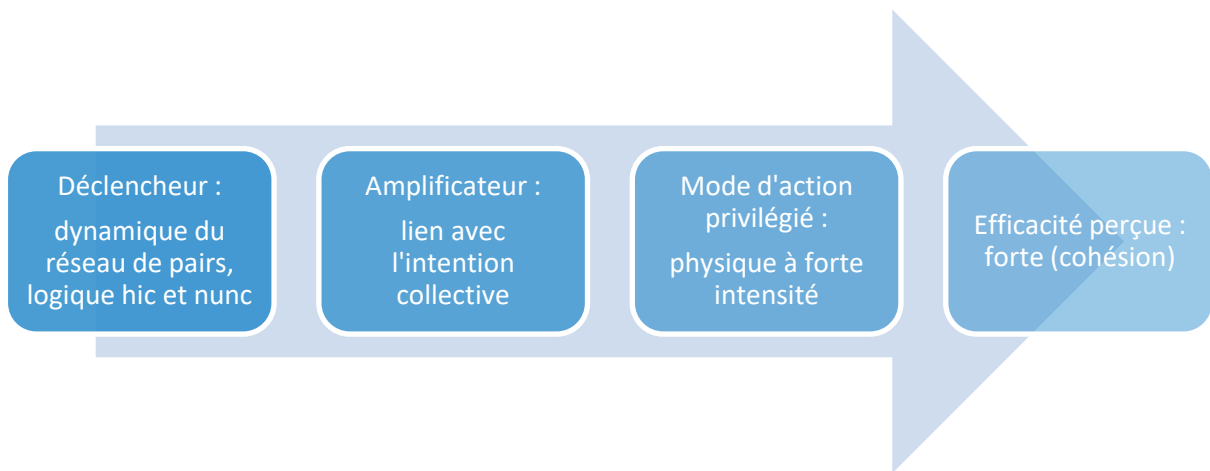 Déclencheur :
dynamique du
réseau de pairs,
logique hic et nunc
Amplificateur :
lien avec
l'intention
collective
Mode d'action
privilégié :
physique à forte
intensité
Efficacité perçue :
forte (cohésion)